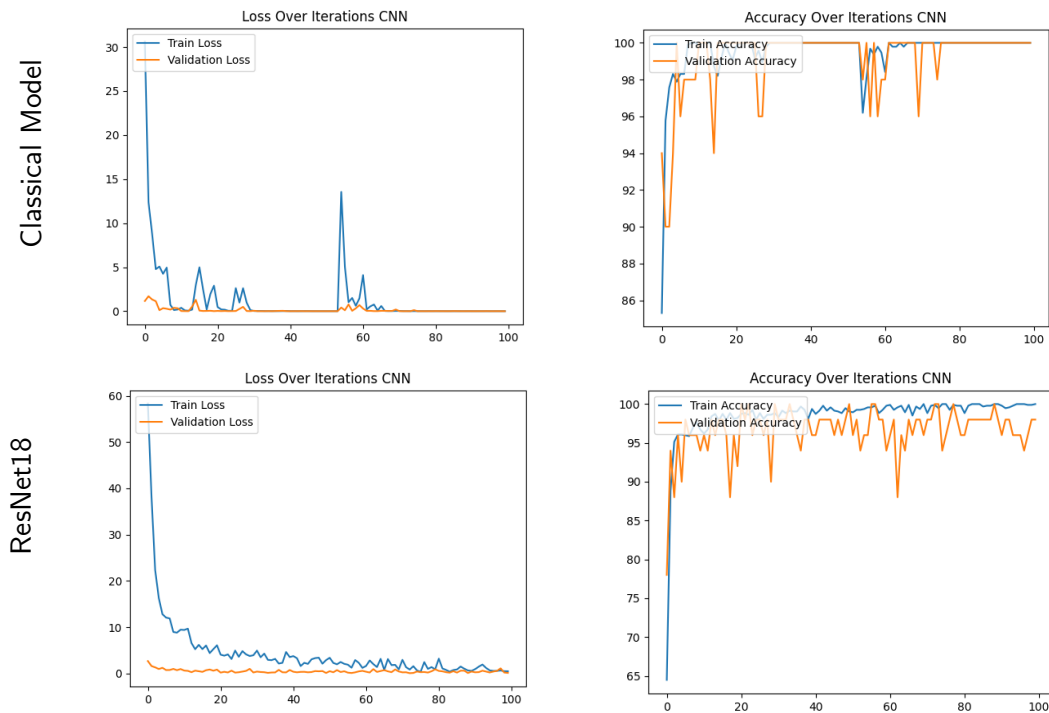 Classical Model
Loss Over Iterations CNN
Train Loss
Validation Loss
30
25
20
15
10
5
0
0 20 40 60 80 100
Accuracy Over Iterations CNN
Train Accuracy
Validation Accuracy
100
98
96
94
92
90
88
86
0 20 40 60 80 100
ResNet18
Loss Over Iterations CNN
Train Loss
Validation Loss
60
50
40
30
20
10
0
0 20 40 60 80 100
Accuracy Over Iterations CNN
Train Accuracy
Validation Accuracy
100
95
90
85
80
75
70
65
0 20 40 60 80 100